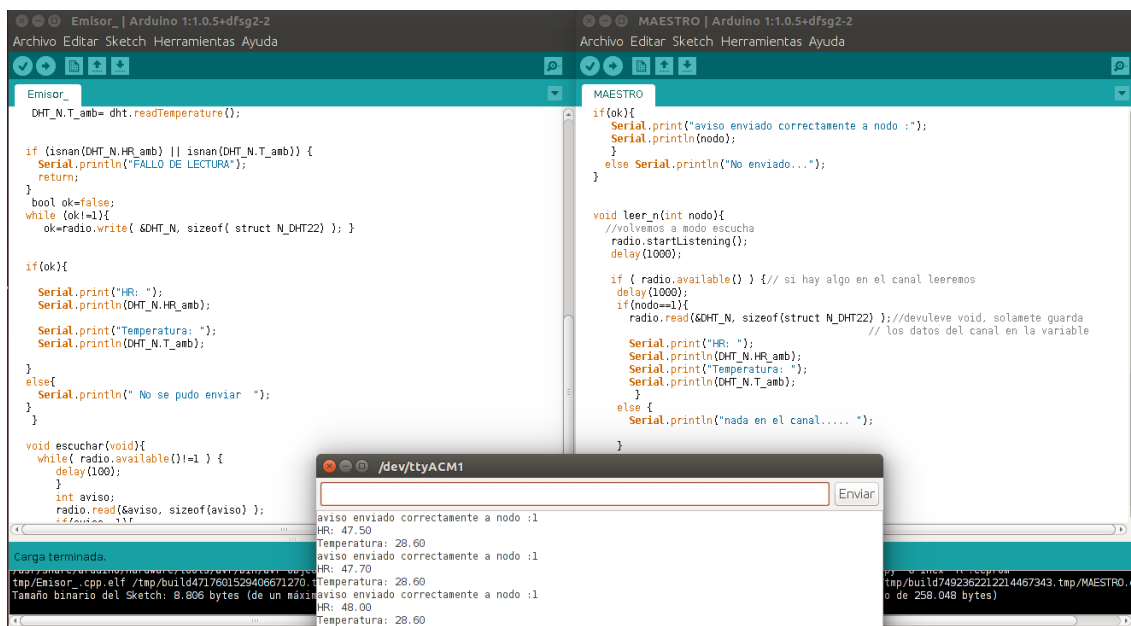 Emisor_ | Arduino 1:1.0.5+dfsg2-2
Archivo Editar Sketch Herramientas Ayuda
Emisor_
DHT_N.T_amb= dht.readTemperature();
if (isnan(DHT_N.HR_amb) || isnan(DHT_N.T_amb)) {
Serial.println("FALLO DE LECTURA");
return;
}
bool ok=false;
while (ok!=1){
ok=radio.write( &DHT_N, sizeof( struct N_DHT22) ); }
if(ok){
Serial.print("HR: ");
Serial.println(DHT_N.HR_amb);
Serial.print("Temperatura: ");
Serial.println(DHT_N.T_amb);
}
else{
Serial.println(" No se pudo enviar  ");
}
}
void escuchar(void){
while( radio.available()!=1 ) {
delay(100);
}
int aviso;
radio.read(&aviso, sizeof(aviso) );
Carga terminada.
tmp/Emisor_.cpp.elf /tmp/build4717601529406671270.t
Tamaño binario del Sketch: 8.806 bytes (de un máxim
MAESTRO | Arduino 1:1.0.5+dfsg2-2
Archivo Editar Sketch Herramientas Ayuda
MAESTRO
if(ok){
Serial.print("aviso enviado correctamente a nodo :");
Serial.println(nodo);
}
else Serial.println("No enviado...");
}
void leer_n(int nodo){
//volvemos a modo escucha
radio.startListening();
delay(1000);
if ( radio.available() ) {// si hay algo en el canal leeremos
delay(1000);
if(nodo==1){
radio.read(&DHT_N, sizeof(struct N_DHT22) );//devuleve void, solamete guarda
// los datos del canal en la variable
Serial.print("HR: ");
Serial.println(DHT_N.HR_amb);
Serial.print("Temperatura: ");
Serial.println(DHT_N.T_amb);
}
else {
Serial.println("nada en el canal..... ");
}
tmp/build7492362212214467343.tmp/MAESTRO.
o de 258.048 bytes)
/dev/ttyACM1
Enviar
aviso enviado correctamente a nodo :1
HR: 47.50
Temperatura: 28.60
aviso enviado correctamente a nodo :1
HR: 47.70
Temperatura: 28.60
aviso enviado correctamente a nodo :1
HR: 48.00
Temperatura: 28.60